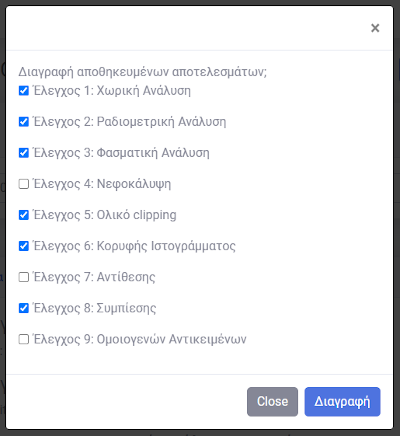 ×
Διαγραφή αποθηκευμένων αποτελεσμάτων;
Έλεγχος 1: Χωρική Ανάλυση
Έλεγχος 2: Ραδιομετρική Ανάλυση
Έλεγχος 3: Φασματική Ανάλυση
Έλεγχος 4: Νεφοκάλυψη
Έλεγχος 5: Ολικό clipping
Έλεγχος 6: Κορυφής Ιστογράμματος
Έλεγχος 7: Αντίθεσης
Έλεγχος 8: Συμπίεσης
Έλεγχος 9: Ομοιογενών Αντικειμένων
Close Διαγραφή